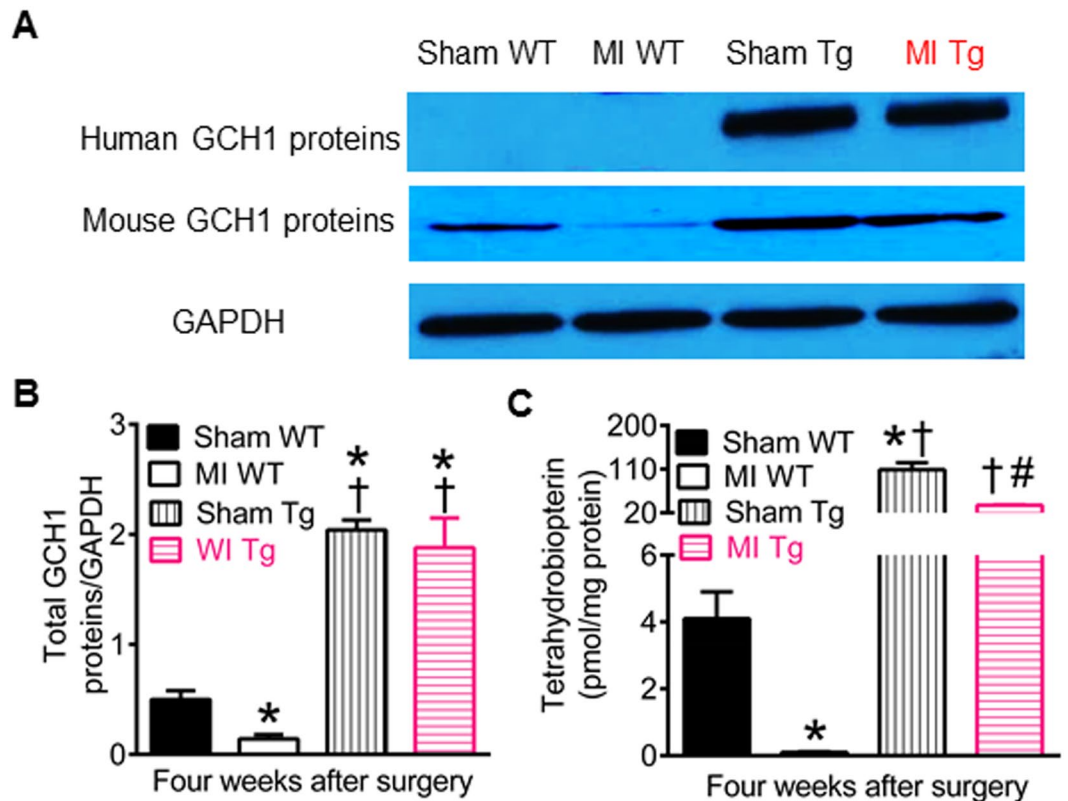 A
Sham WT MI WT Sham Tg MI Tg
Human GCH1 proteins
Mouse GCH1 proteins
GAPDH
B
Total GCH1
proteins/GAPDH
3
2
1
0
Sham WT
MI WT
Sham Tg
WI Tg
*
*
†
*
†
Four weeks after surgery
C
Tetrahydrobiopterin
(pmol/mg protein)
200
110
20
6
4
2
0
Sham WT
MI WT
Sham Tg
MI Tg
*
*†
†#
Four weeks after surgery